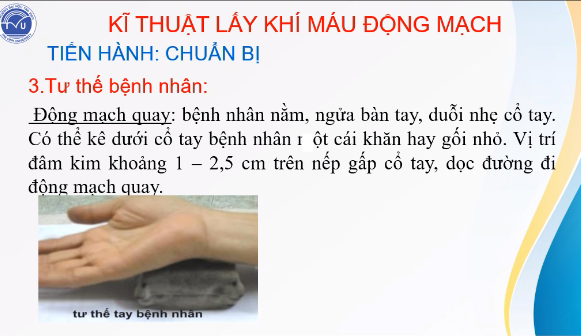 KĨ THUẬT LẤY KHÍ MÁU ĐỘNG MẠCH
TIẾN HÀNH: CHUẨN BỊ
3.Tư thế bệnh nhân:
Động mạch quay: bệnh nhân nằm, ngửa bàn tay, duỗi nhẹ cổ tay.
Có thể kê dưới cổ tay bệnh nhân ột cái khăn hay gối nhỏ. Vị trí
đâm kim khoảng 1 – 2,5 cm trên nếp gấp cổ tay, dọc đường đi
động mạch quay.
tư thế tay bệnh nhân